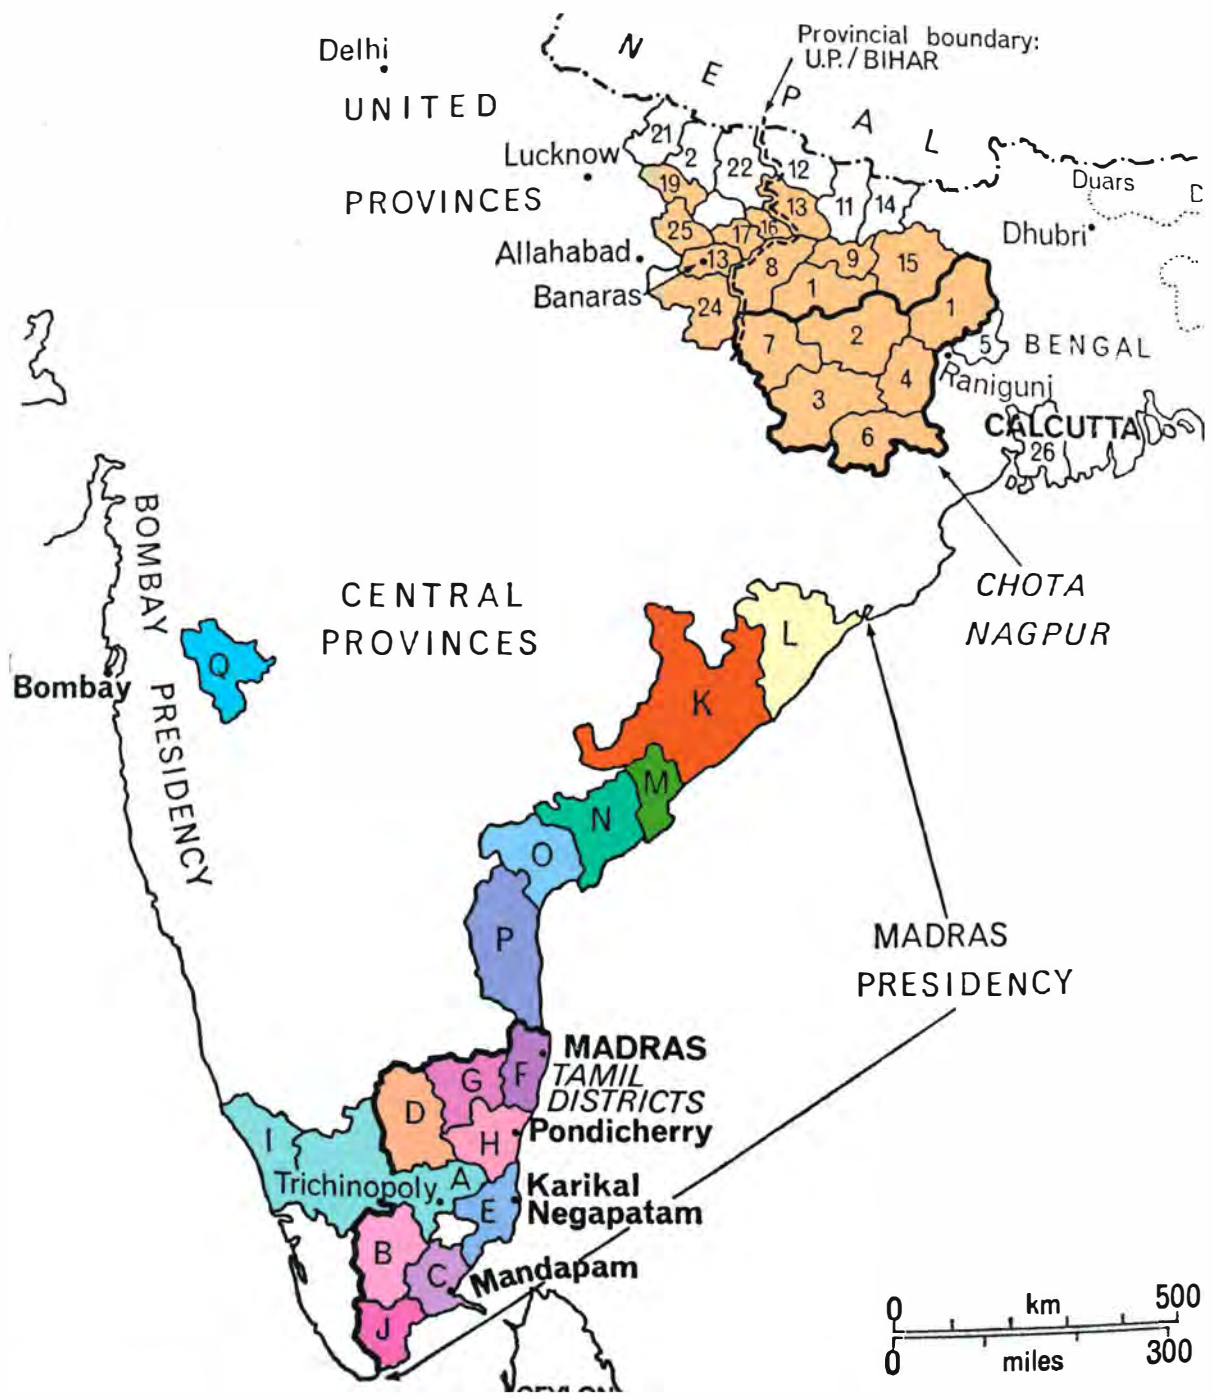 Delhi
Provincial boundary:
U.P./BIHAR
NEPAL
UNITED
PROVINCES
Lucknow
21
2
22
12
19
13
11
14
Duars
D
25
17
16
Dhubri
Allahabad
13
8
9
15
Banaras
24
1
1
7
2
5
BENGAL
4
Ranigunj
3
6
CALCUTTA
26
BOMBAY
PRESIDENCY
CENTRAL
PROVINCES
CHOTA
NAGPUR
L
Q
Bombay
K
M
N
O
P
MADRAS
PRESIDENCY
MADRAS
TAMIL
DISTRICTS
G
F
D
H
Pondicherry
I
Trichinopoly
A
Karikal
Negapatam
E
B
C
Mandapam
J
CEYLON
0
km
500
0
miles
300